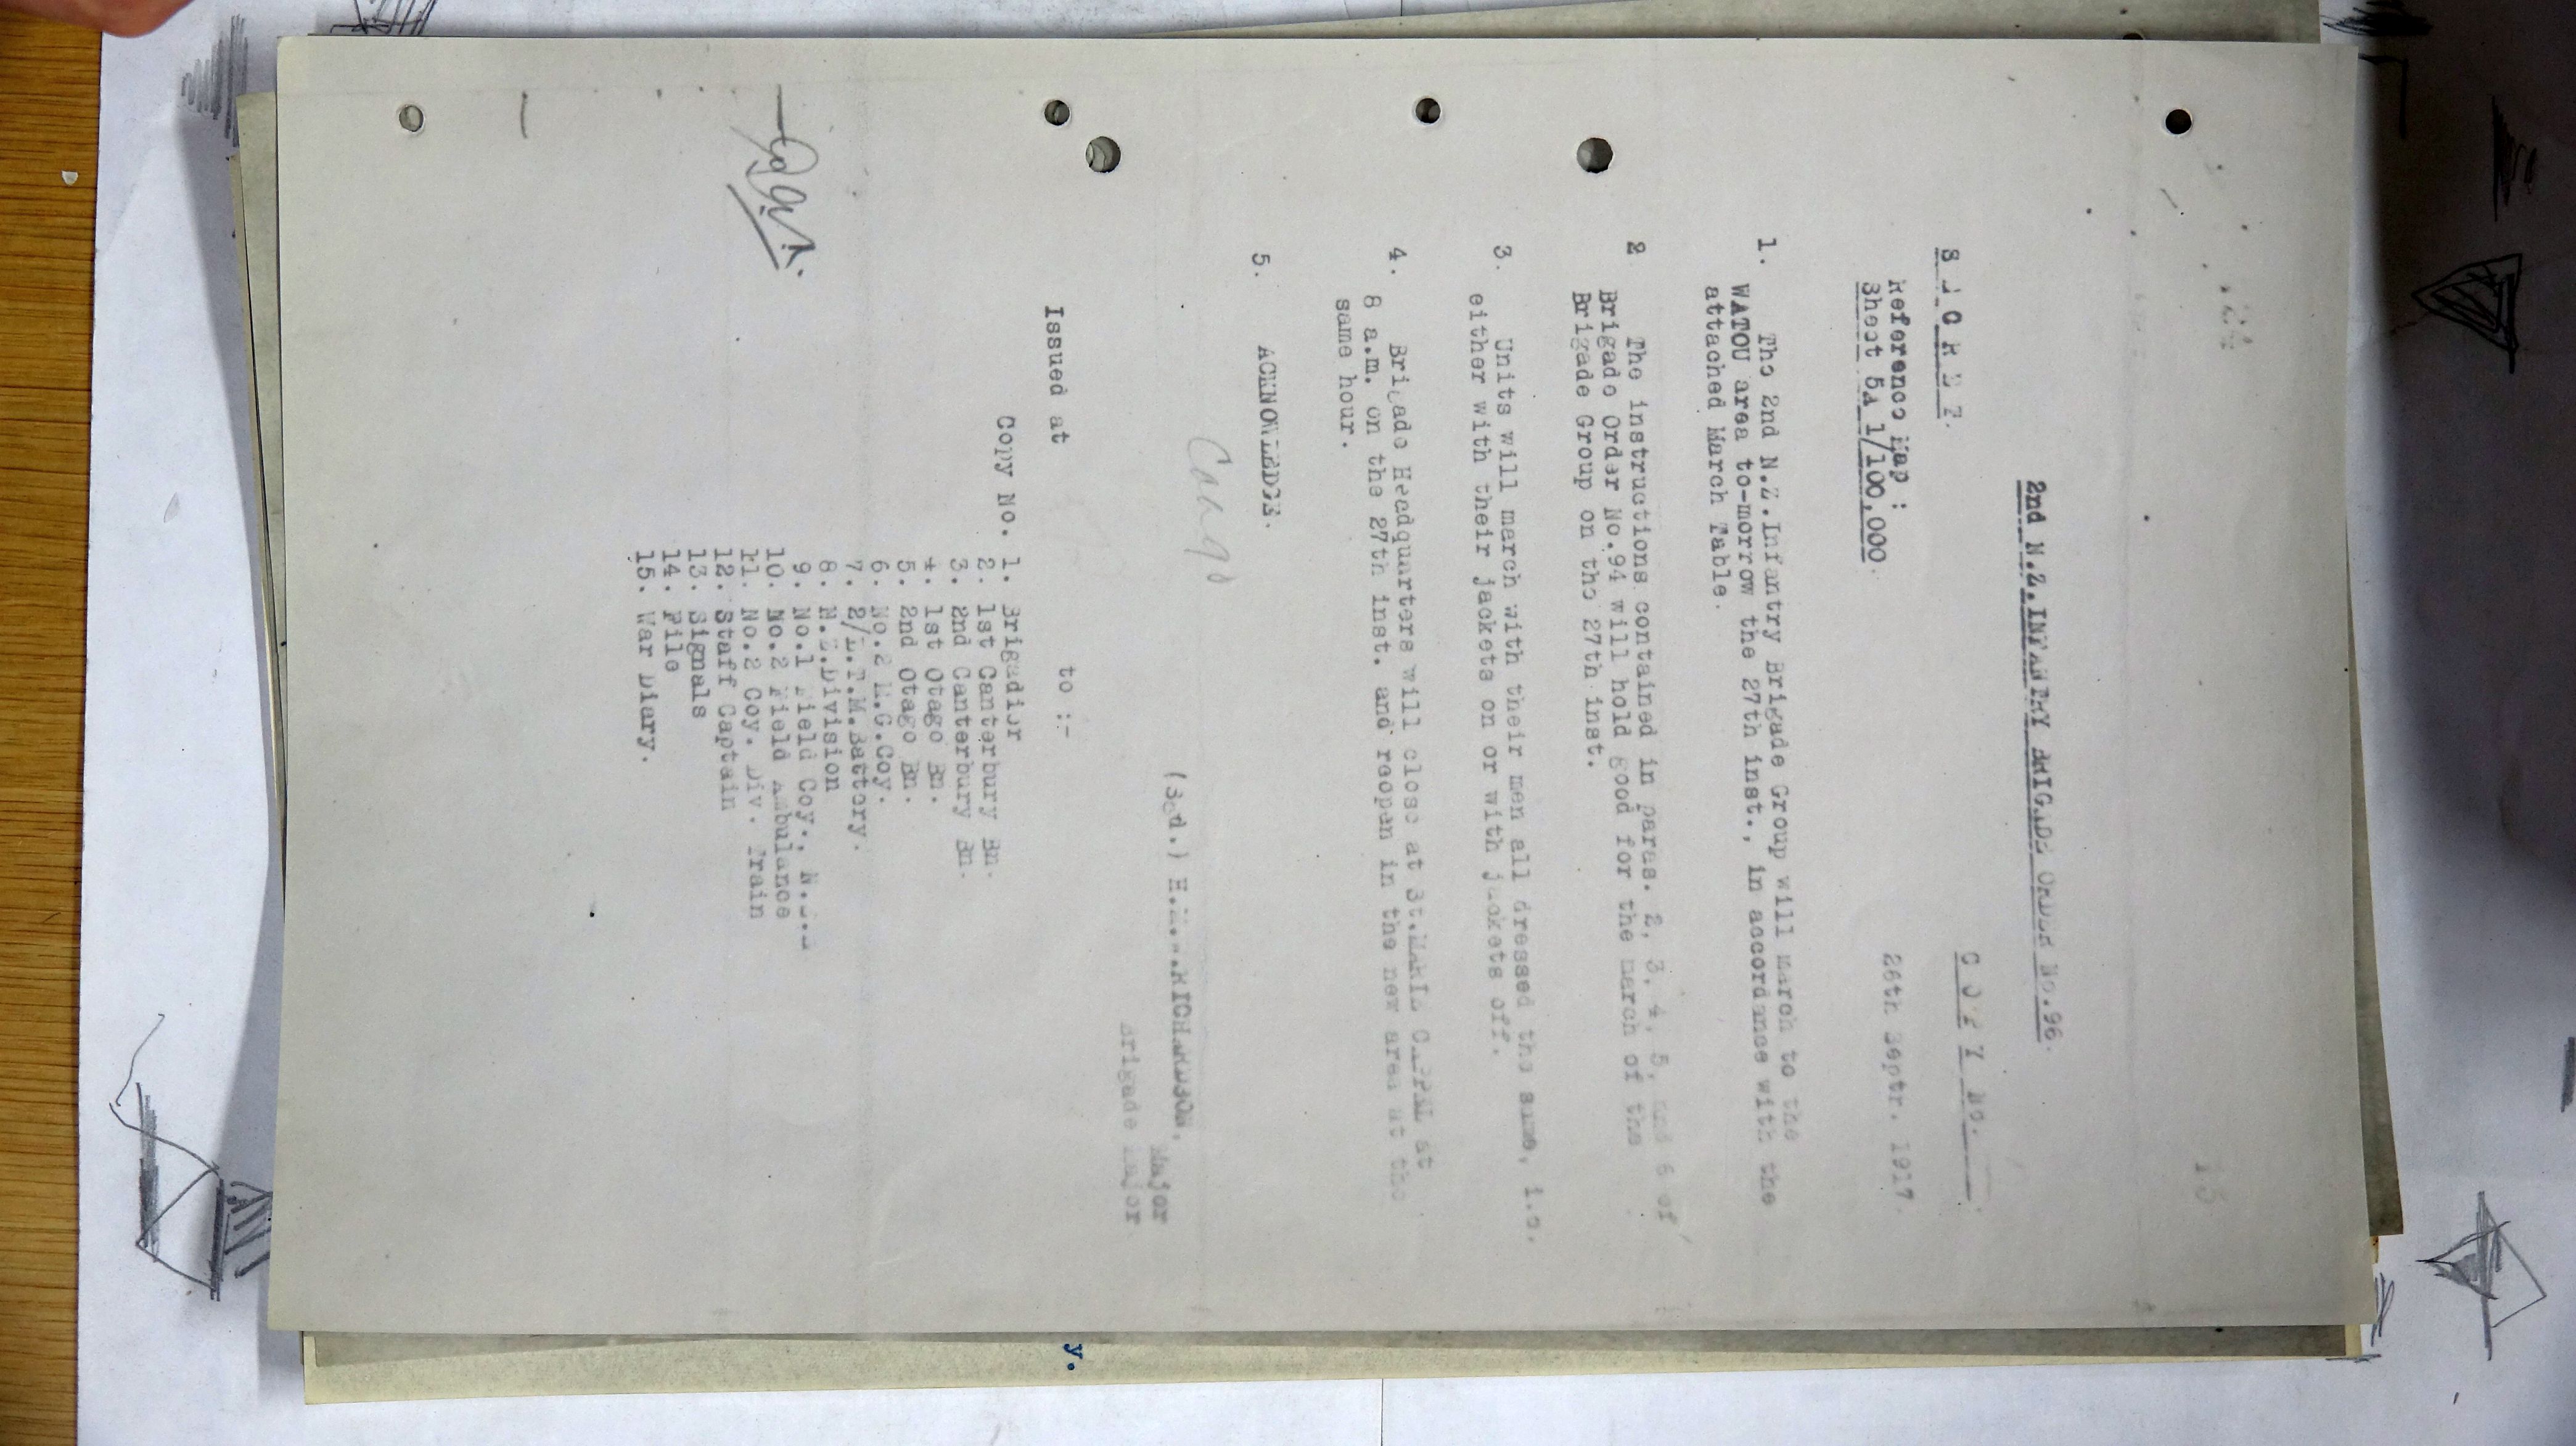 2nd N.Z. INFANTRY BRIGADE ORDER No.96.
S E C R E T.
C O P Y NO.
Reference Map :
Sheet 5A 1/100,000.
26th Septr. 1917.
1. The 2nd N.Z.Infantry Brigade Group will march to the
WATOU area to-morrow the 27th inst., in accordance with the
attached March Table.
2 The instructions contained in paras. 2, 3, 4, 5, and 6 of
Brigade Order No.94 will hold good for the march of the
Brigade Group on the 27th inst.
3. Units will march with their men all dressed the same, i.e.
either with their jackets on or with jackets off.
4. Brigade Headquarters will close at St.MARIE CAPPEL at
8 a.m. on the 27th inst. and reopen in the new area at the
same hour.
5. ACKNOWLEDGE.
(Sgd.) H. RICHARDSON, Major
Brigade Major
Issued at to :-
Copy No. 1. Brigadier
2. 1st Canterbury Bn.
3. 2nd Canterbury Bn.
4. 1st Otago Bn.
5. 2nd Otago Bn.
6. No.2 M.G.Coy.
7. 2/L.T.M.Battery.
8. N.Z.Division
9. No.1 Field Coy., N.Z.E
10. No.2 Field Ambulance
11. No.2 Coy. Div. Train
12. Staff Captain
13. Signals
14. File
15. War Diary.
y.